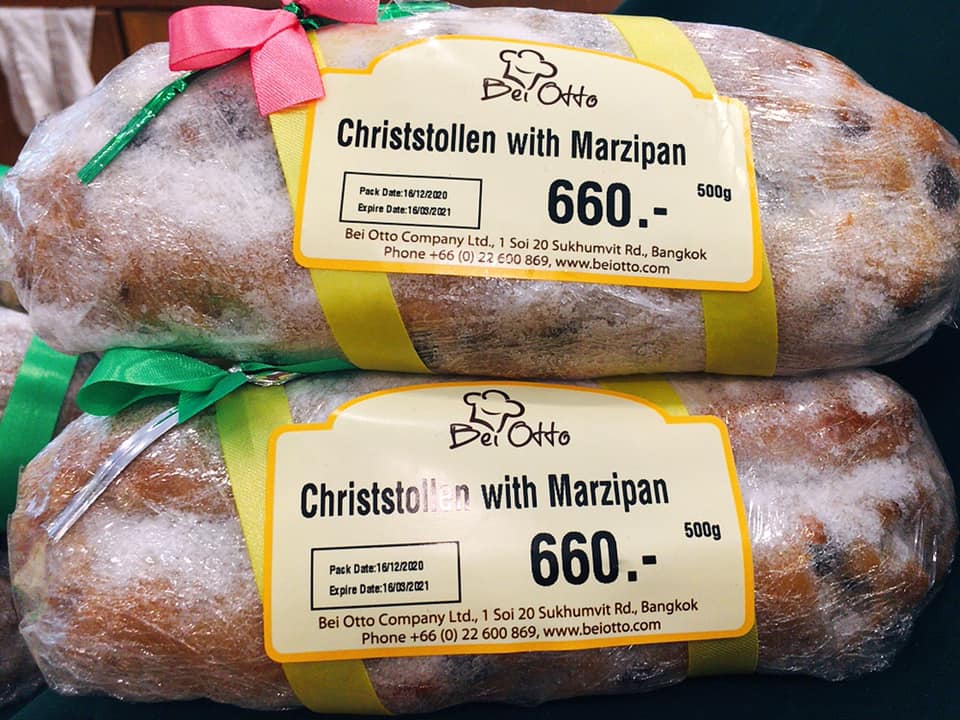 Bei Otto
Christstollen with Marzipan
Pack Date:16/12/2020
Expire Date:16/03/2021
660.-
500g
Bei Otto Company Ltd., 1 Soi 20 Sukhumvit Rd., Bangkok
Phone +66 (0) 22 600 869, www.beiotto.com
Bei Otto
Christstollen with Marzipan
Pack Date:16/12/2020
Expire Date:16/03/2021
660.-
500g
Bei Otto Company Ltd., 1 Soi 20 Sukhumvit Rd., Bangkok
Phone +66 (0) 22 600 869, www.beiotto.com